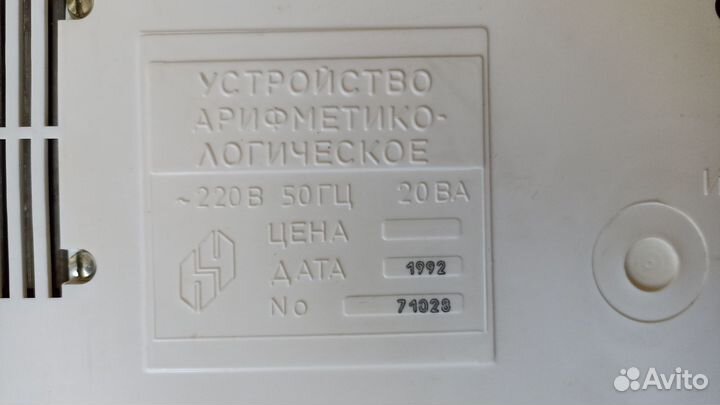 УСТРОЙСТВО
АРИФМЕТИКО-
ЛОГИЧЕСКОЕ
~220В 50ГЦ 20ВА
ЦЕНА
ДАТА 1992
No 71028
Avito